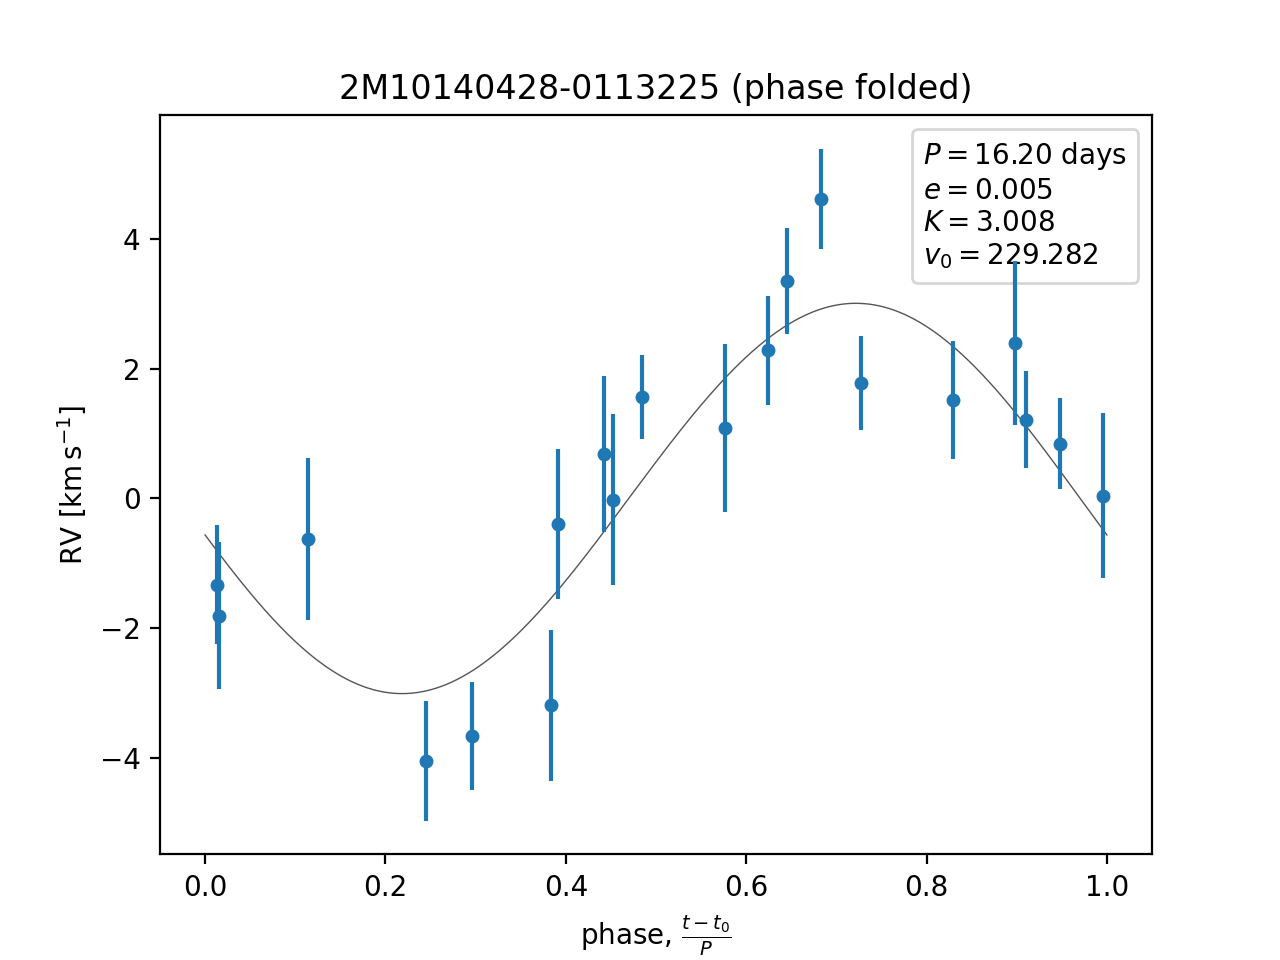 2M10140428-0113225 (phase folded)
P = 16.20 days
e = 0.005
K = 3.008
v₀ = 229.282
RV [km s⁻¹]
4
2
0
−2
−4
0.0 0.2 0.4 0.6 0.8 1.0
phase, (t − t₀)/P